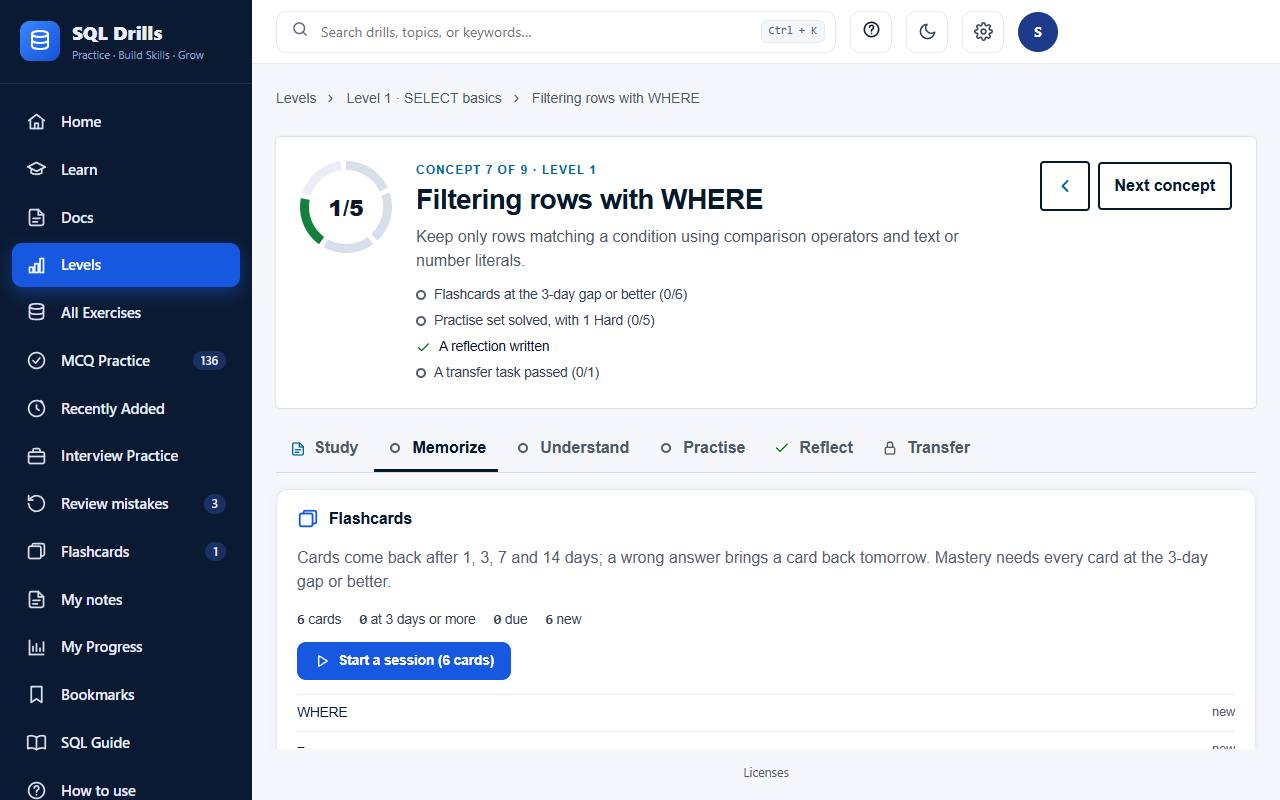 SQL Drills
Practice · Build Skills · Grow
Home
Learn
Docs
Levels
All Exercises
MCQ Practice 136
Recently Added
Interview Practice
Review mistakes 3
Flashcards 1
My notes
My Progress
Bookmarks
SQL Guide
How to use
Search drills, topics, or keywords...
Ctrl + K
S
Levels > Level 1 · SELECT basics > Filtering rows with WHERE
1/5
CONCEPT 7 OF 9 · LEVEL 1
Filtering rows with WHERE
Keep only rows matching a condition using comparison operators and text or
number literals.
Flashcards at the 3-day gap or better (0/6)
Practise set solved, with 1 Hard (0/5)
A reflection written
A transfer task passed (0/1)
Next concept
Study Memorize Understand Practise Reflect Transfer
Flashcards
Cards come back after 1, 3, 7 and 14 days; a wrong answer brings a card back tomorrow. Mastery needs every card at the 3-day
gap or better.
6 cards 0 at 3 days or more 0 due 6 new
Start a session (6 cards)
WHERE new
new
Licenses